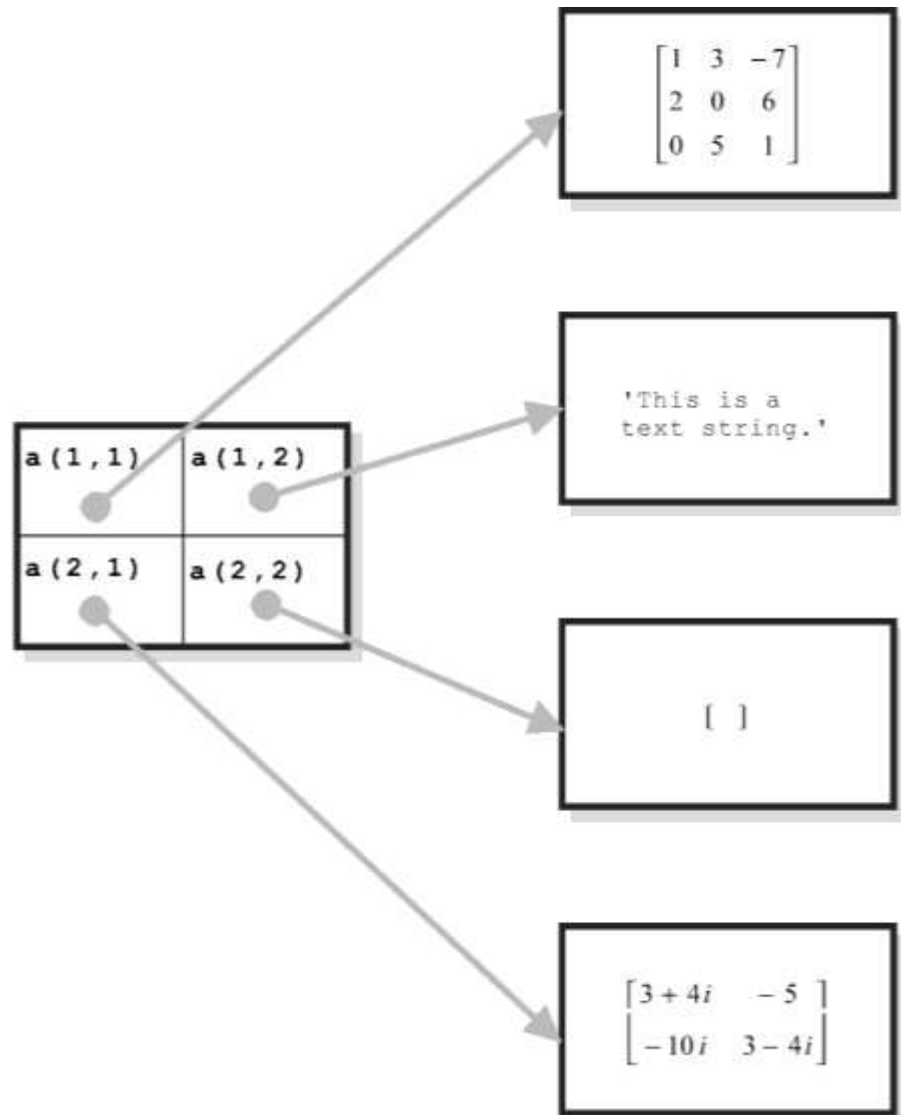 [1 3 −7]
[2 0 6]
[0 5 1]
'This is a
text string.'
a(1,1) a(1,2)
a(2,1) a(2,2)
[ ]
[3 + 4i − 5]
[− 10i 3 − 4i]